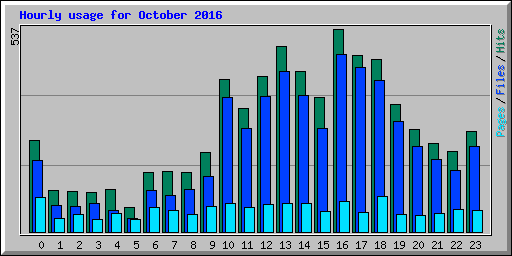 Hourly usage for October 2016
537
Pages / Files / Hits
0 1 2 3 4 5 6 7 8 9 10 11 12 13 14 15 16 17 18 19 20 21 22 23